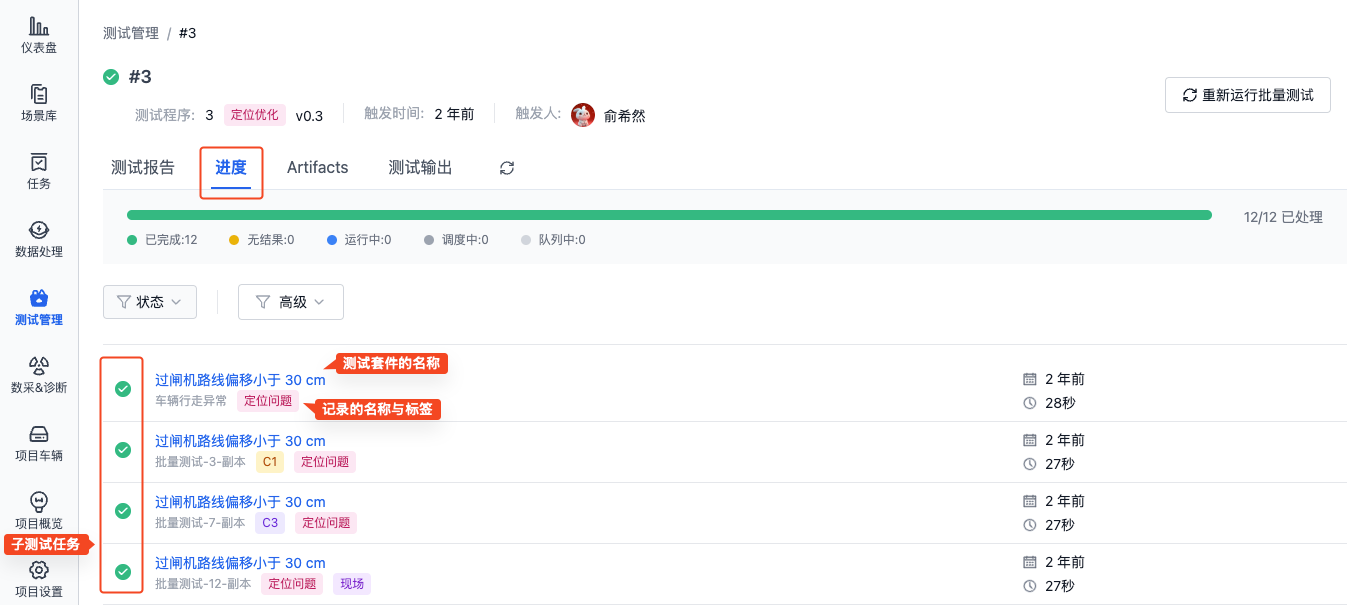 仪表盘
场景库
任务
数据处理
测试管理
数采&诊断
项目车辆
项目概览
子测试任务
项目设置
测试管理 / #3
#3
测试程序: 3 定位优化 v0.3 触发时间: 2 年前 触发人: 俞希然
重新运行批量测试
测试报告 进度 Artifacts 测试输出
12/12 已处理
已完成:12 无结果:0 运行中:0 调度中:0 队列中:0
状态 高级
测试套件的名称
过闸机路线偏移小于 30 cm 2 年前
车辆行走异常 定位问题 28秒
记录的名称与标签
过闸机路线偏移小于 30 cm 2 年前
批量测试-3-副本 C1 定位问题 27秒
过闸机路线偏移小于 30 cm 2 年前
批量测试-7-副本 C3 定位问题 27秒
过闸机路线偏移小于 30 cm 2 年前
批量测试-12-副本 定位问题 现场 27秒